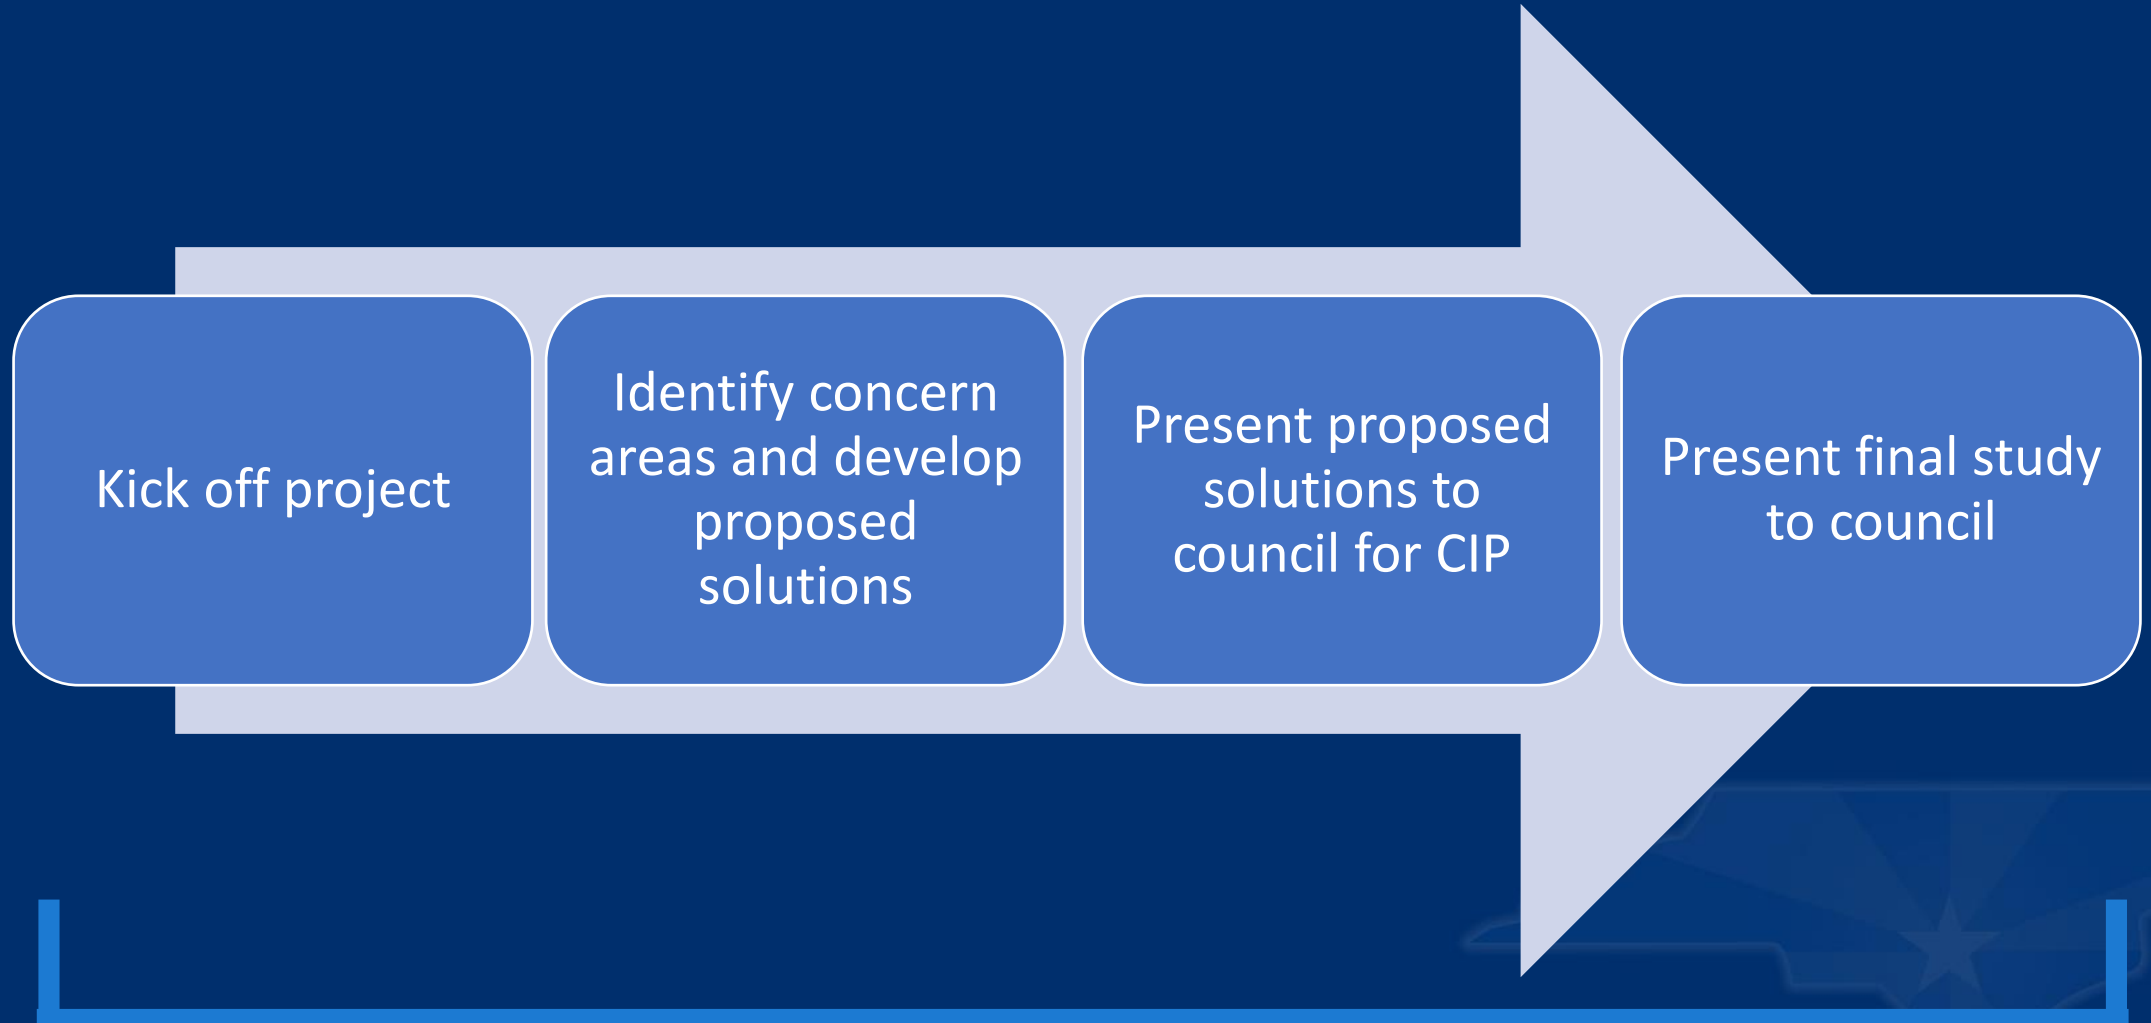 Kick off project
Identify concern
areas and develop
proposed
solutions
Present proposed
solutions to
council for CIP
Present final study
to council